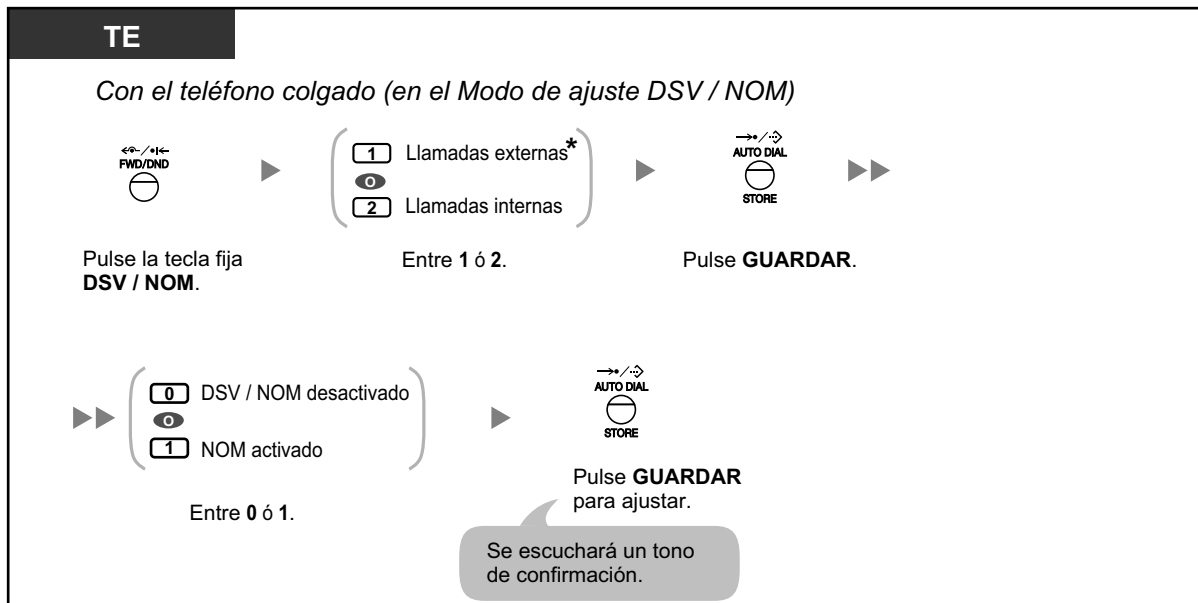 TE
Con el teléfono colgado (en el Modo de ajuste DSV / NOM)
FWD/DND
1 Llamadas externas*
O
2 Llamadas internas
AUTO DIAL
STORE
Pulse la tecla fija
DSV / NOM.
Entre 1 ó 2.
Pulse GUARDAR.
0 DSV / NOM desactivado
O
1 NOM activado
AUTO DIAL
STORE
Entre 0 ó 1.
Pulse GUARDAR
para ajustar.
Se escuchará un tono
de confirmación.